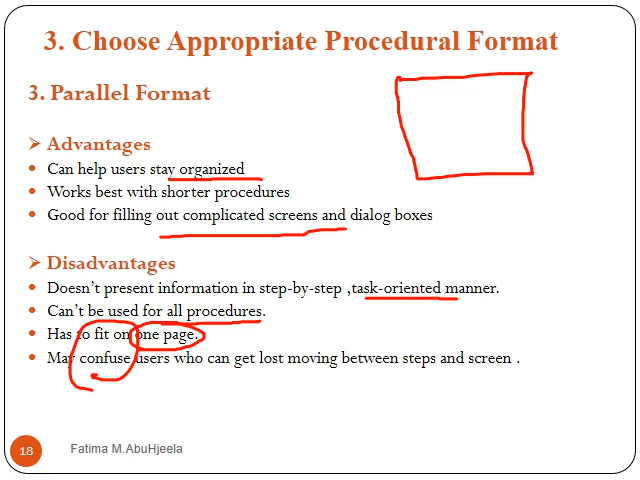 3. Choose Appropriate Procedural Format
3. Parallel Format
➢ Advantages
• Can help users stay organized
• Works best with shorter procedures
• Good for filling out complicated screens and dialog boxes
➢ Disadvantages
• Doesn't present information in step-by-step ,task-oriented manner.
• Can't be used for all procedures.
• Has to fit on one page.
• May confuse users who can get lost moving between steps and screen .
18 Fatima M.AbuHjeela